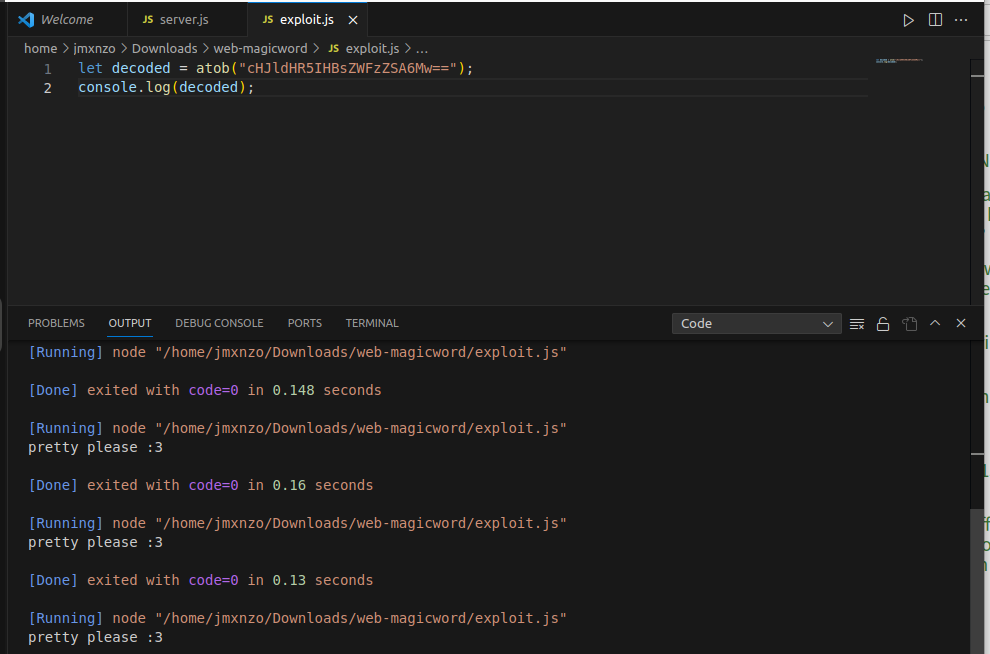 Welcome JS server.js JS exploit.js
home > jmxnzo > Downloads > web-magicword > JS exploit.js > ...
1 let decoded = atob("cHJldHR5IHBsZWFzZSA6Mw==");
2 console.log(decoded);
PROBLEMS OUTPUT DEBUG CONSOLE PORTS TERMINAL Code
[Running] node "/home/jmxnzo/Downloads/web-magicword/exploit.js"
[Done] exited with code=0 in 0.148 seconds
[Running] node "/home/jmxnzo/Downloads/web-magicword/exploit.js"
pretty please :3
[Done] exited with code=0 in 0.16 seconds
[Running] node "/home/jmxnzo/Downloads/web-magicword/exploit.js"
pretty please :3
[Done] exited with code=0 in 0.13 seconds
[Running] node "/home/jmxnzo/Downloads/web-magicword/exploit.js"
pretty please :3